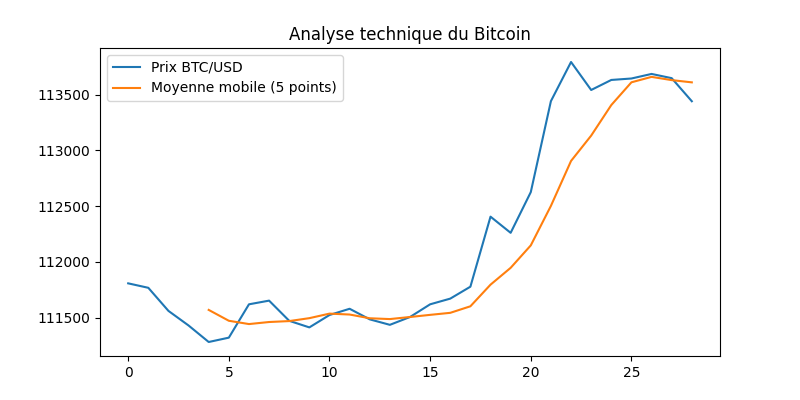 Analyse technique du Bitcoin
Prix BTC/USD
Moyenne mobile (5 points)
113500
113000
112500
112000
111500
0 5 10 15 20 25